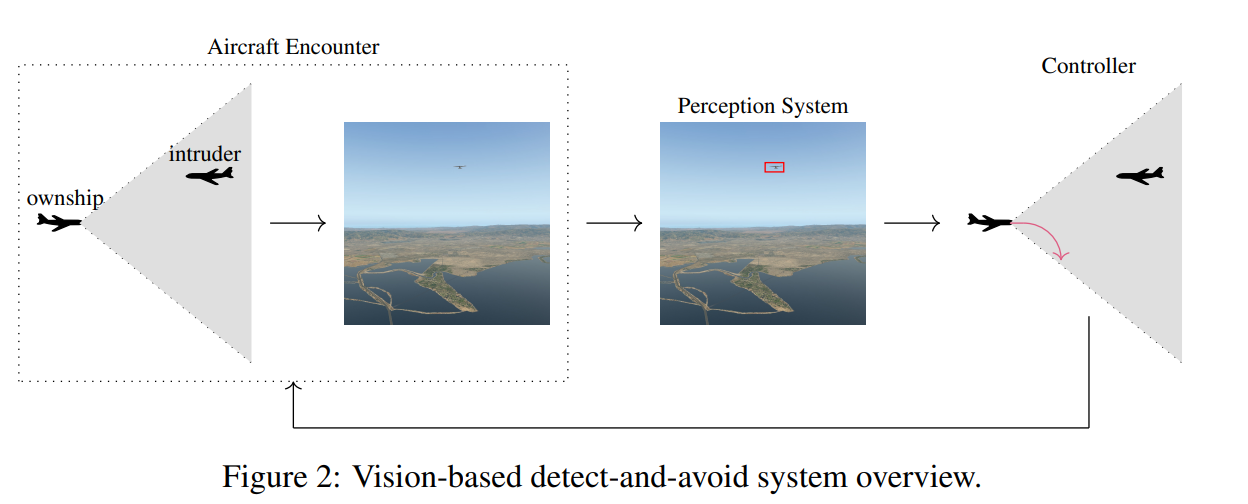 Aircraft Encounter
Controller
Perception System
intruder
ownship
Figure 2: Vision-based detect-and-avoid system overview.